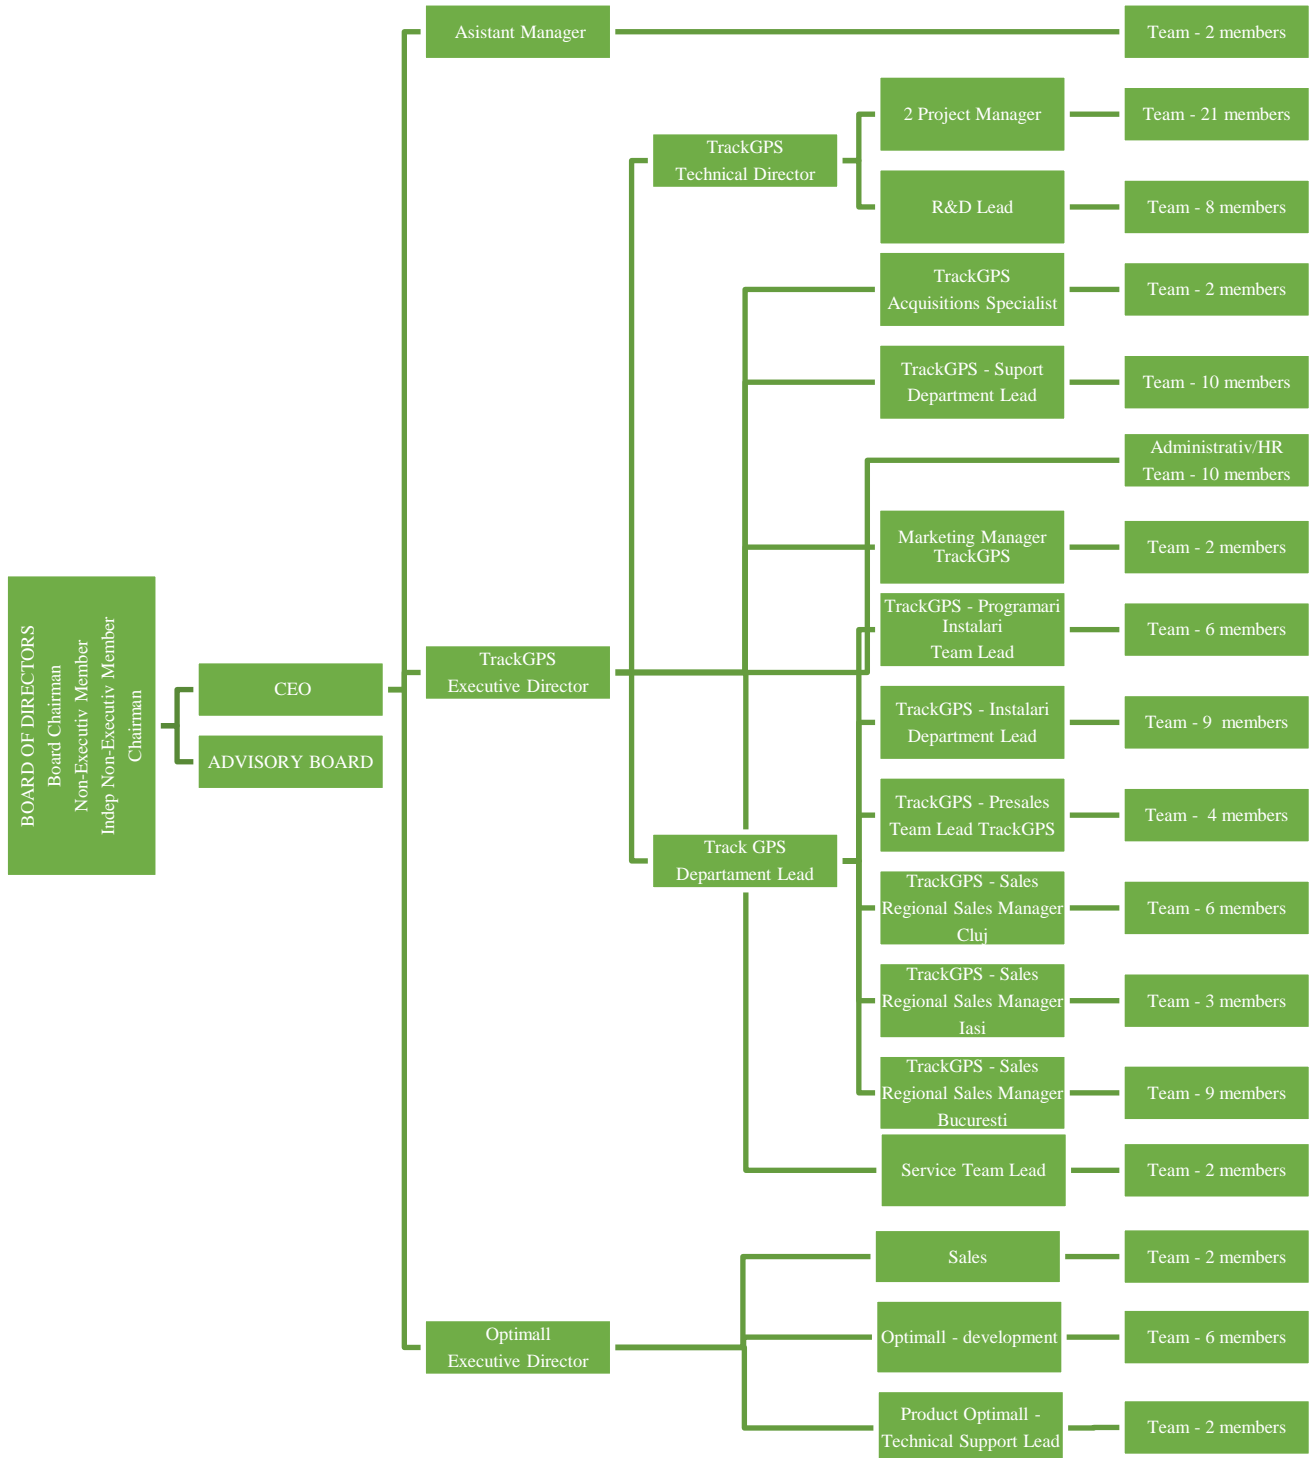 BOARD OF DIRECTORS
Board Chairman
Non-Executiv Member
Indep Non-Executiv Member
Chairman
CEO
ADVISORY BOARD
Asistant Manager
Team - 2 members
TrackGPS
Executive Director
TrackGPS
Technical Director
2 Project Manager
Team - 21 members
R&D Lead
Team - 8 members
TrackGPS
Acquisitions Specialist
Team - 2 members
TrackGPS - Suport
Department Lead
Team - 10 members
Administrativ/HR
Team - 10 members
Marketing Manager
TrackGPS
Team - 2 members
Track GPS
Departament Lead
TrackGPS - Programari
Instalari
Team Lead
Team - 6 members
TrackGPS - Instalari
Department Lead
Team - 9  members
TrackGPS - Presales
Team Lead TrackGPS
Team -  4 members
TrackGPS - Sales
Regional Sales Manager
Cluj
Team - 6 members
TrackGPS - Sales
Regional Sales Manager
Iasi
Team - 3 members
TrackGPS - Sales
Regional Sales Manager
Bucuresti
Team - 9 members
Service Team Lead
Team - 2 members
Optimall
Executive Director
Sales
Team - 2 members
Optimall - development
Team - 6 members
Product Optimall -
Technical Support Lead
Team - 2 members